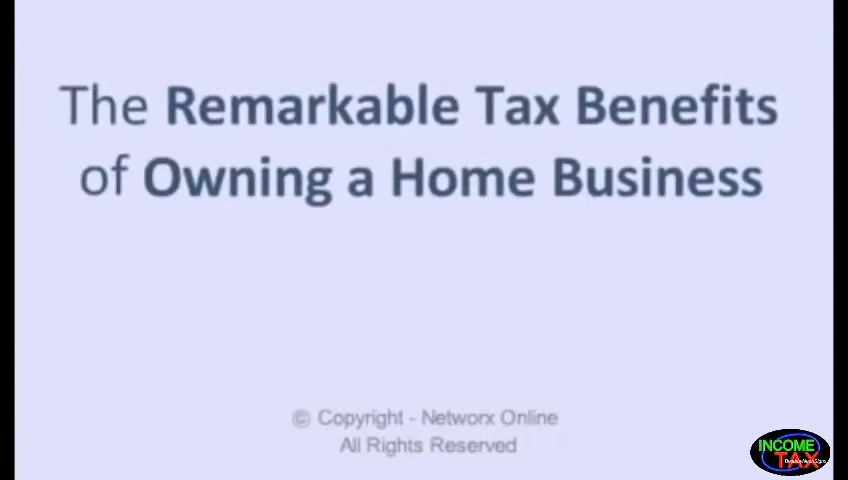 The Remarkable Tax Benefits
of Owning a Home Business
© Copyright - Networx Online
All Rights Reserved
INCOME
TAX